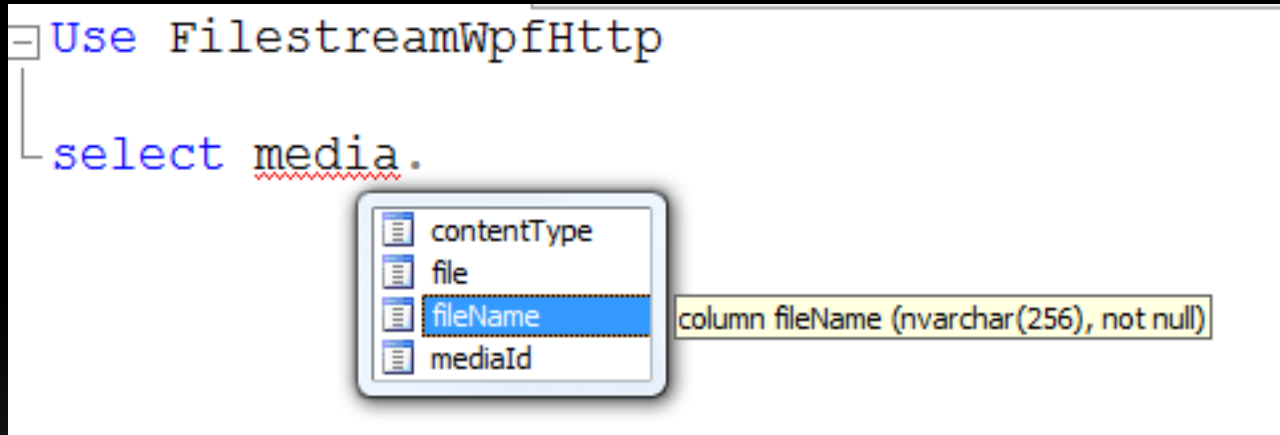 Use FilestreamWpfHttp
select media.
contentType
file
fileName
column fileName (nvarchar(256), not null)
mediaId